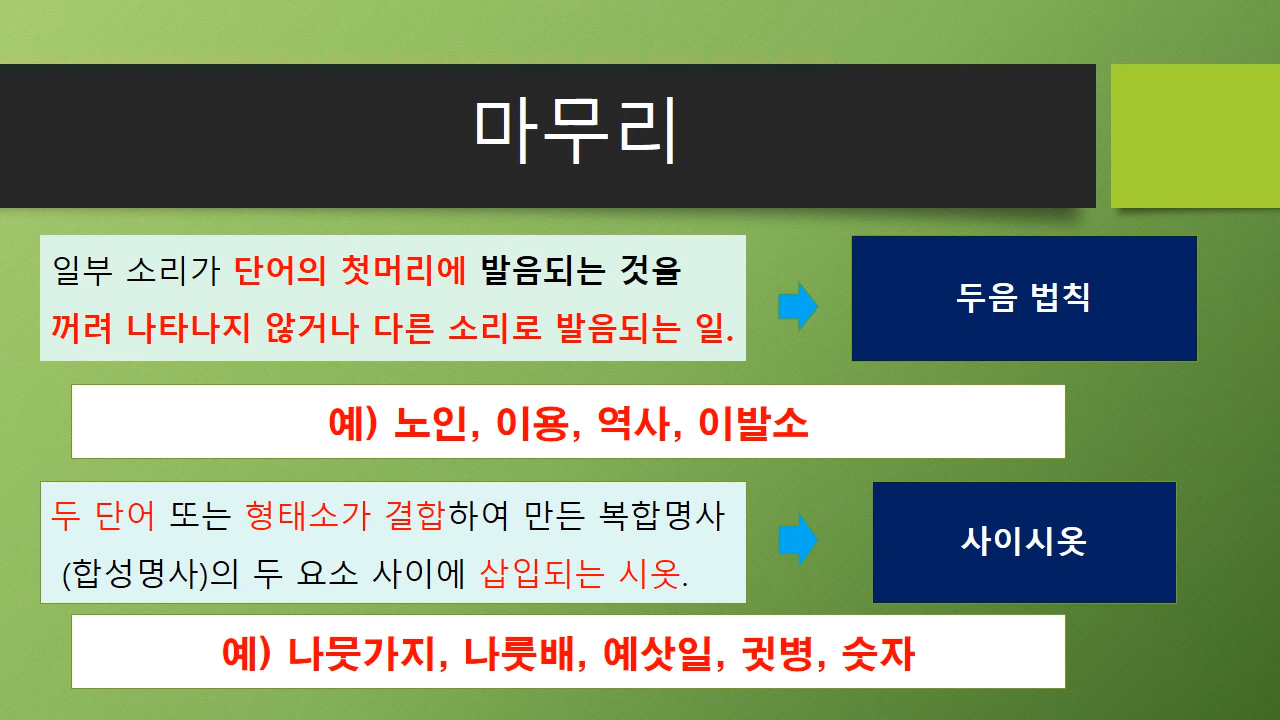 마무리
일부 소리가 단어의 첫머리에 발음되는 것을
꺼려 나타나지 않거나 다른 소리로 발음되는 일.
두음 법칙
예) 노인, 이용, 역사, 이발소
두 단어 또는 형태소가 결합하여 만든 복합명사
(합성명사)의 두 요소 사이에 삽입되는 시옷.
사이시옷
예) 나뭇가지, 나룻배, 예삿일, 귓병, 숫자